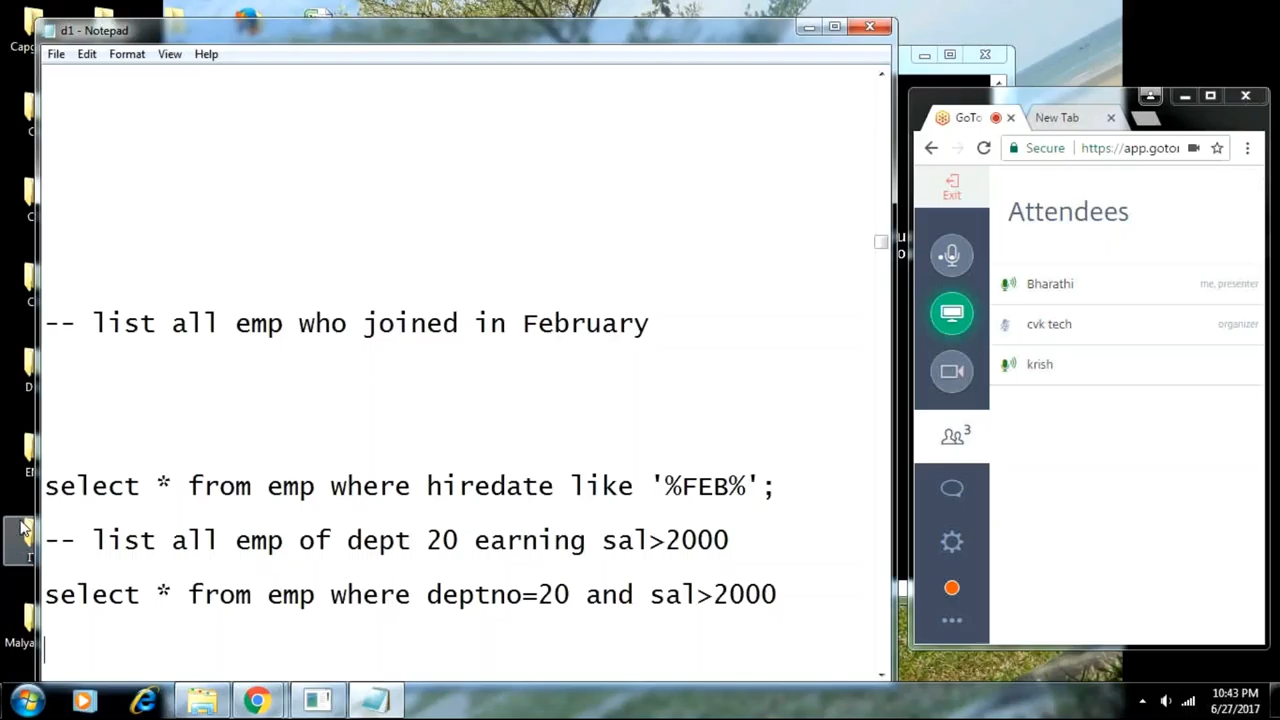 d1 - Notepad
File Edit Format View Help
-- list all emp who joined in February
select * from emp where hiredate like '%FEB%';
-- list all emp of dept 20 earning sal>2000
select * from emp where deptno=20 and sal>2000
GoTo
New Tab
Secure https://app.goto
Exit
Attendees
Bharathi me, presenter
cvk tech organizer
krish
3
10:43 PM
6/27/2017